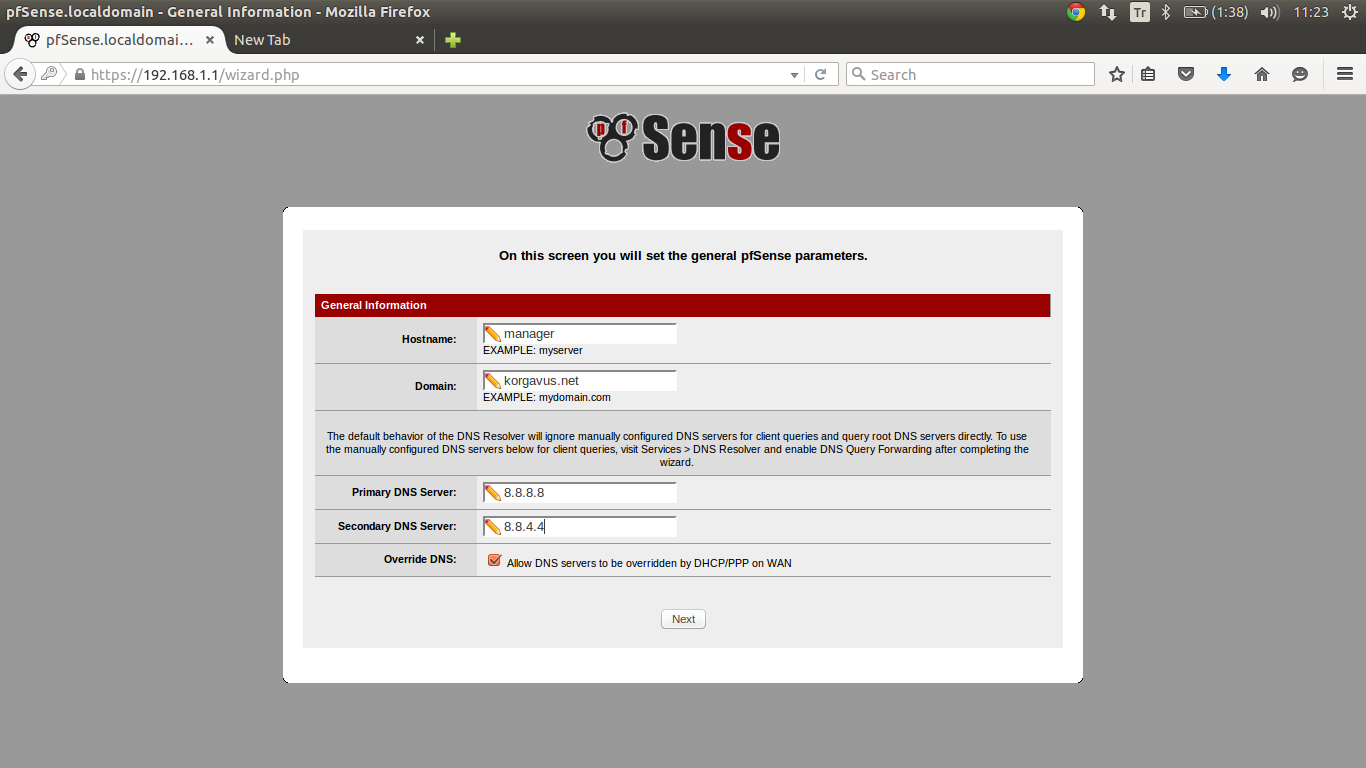 pfSense.localdomain - General Information - Mozilla Firefox
Tr
(1:38)
11:23
pfSense.localdomai...
New Tab
https://192.168.1.1/wizard.php
Search
pf Sense
On this screen you will set the general pfSense parameters.
General Information
Hostname:
manager
EXAMPLE: myserver
Domain:
korgavus.net
EXAMPLE: mydomain.com
The default behavior of the DNS Resolver will ignore manually configured DNS servers for client queries and query root DNS servers directly. To use
the manually configured DNS servers below for client queries, visit Services > DNS Resolver and enable DNS Query Forwarding after completing the
wizard.
Primary DNS Server:
8.8.8.8
Secondary DNS Server:
8.8.4.4
Override DNS:
Allow DNS servers to be overridden by DHCP/PPP on WAN
Next